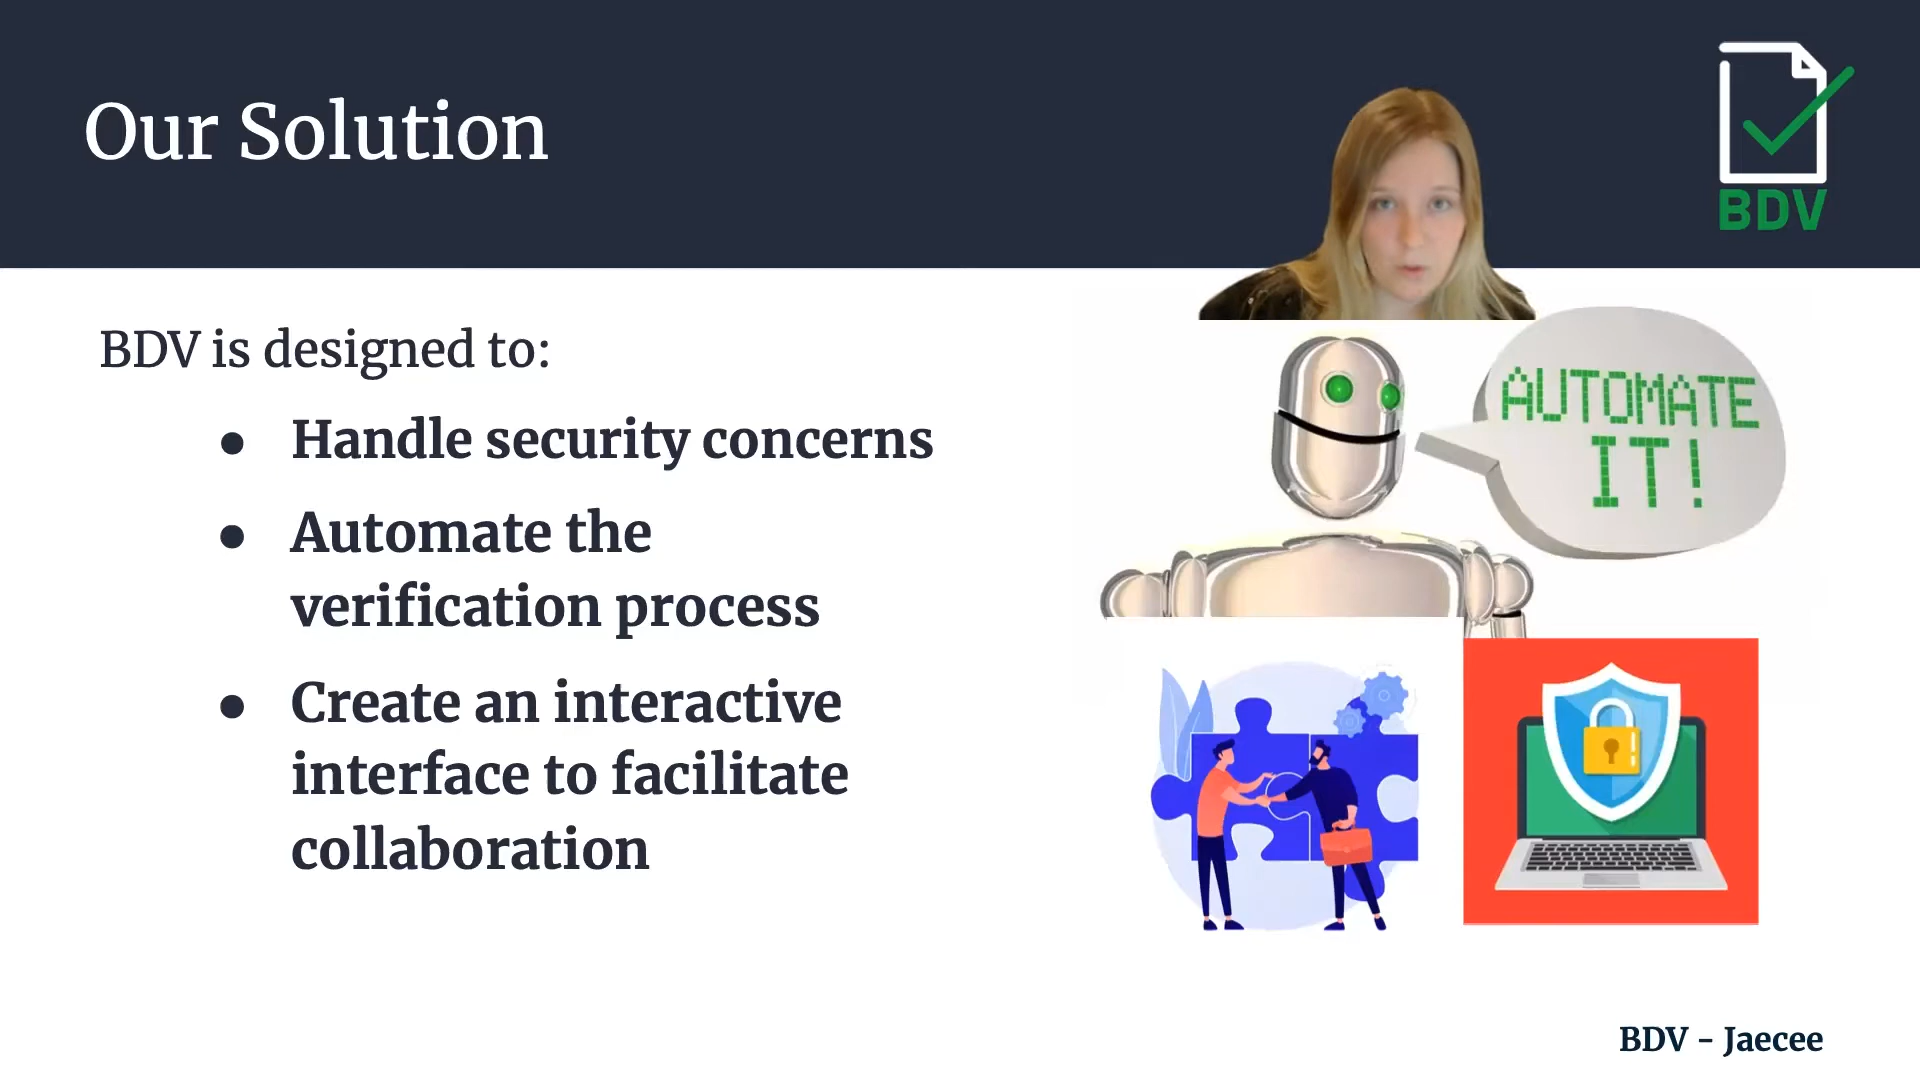 Our Solution
BDV
BDV is designed to:
● Handle security concerns
● Automate the
verification process
● Create an interactive
interface to facilitate
collaboration
AUTOMATE
IT!
BDV - Jaecee